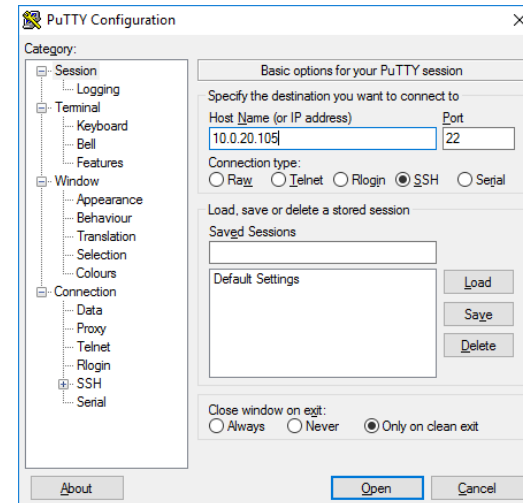 PuTTY Configuration
Category:
Session
Logging
Terminal
Keyboard
Bell
Features
Window
Appearance
Behaviour
Translation
Selection
Colours
Connection
Data
Proxy
Telnet
Rlogin
SSH
Serial
Basic options for your PuTTY session
Specify the destination you want to connect to
Host Name (or IP address) Port
10.0.20.105 22
Connection type:
Raw Telnet Rlogin SSH Serial
Load, save or delete a stored session
Saved Sessions
Default Settings
Load
Save
Delete
Close window on exit:
Always Never Only on clean exit
About Open Cancel